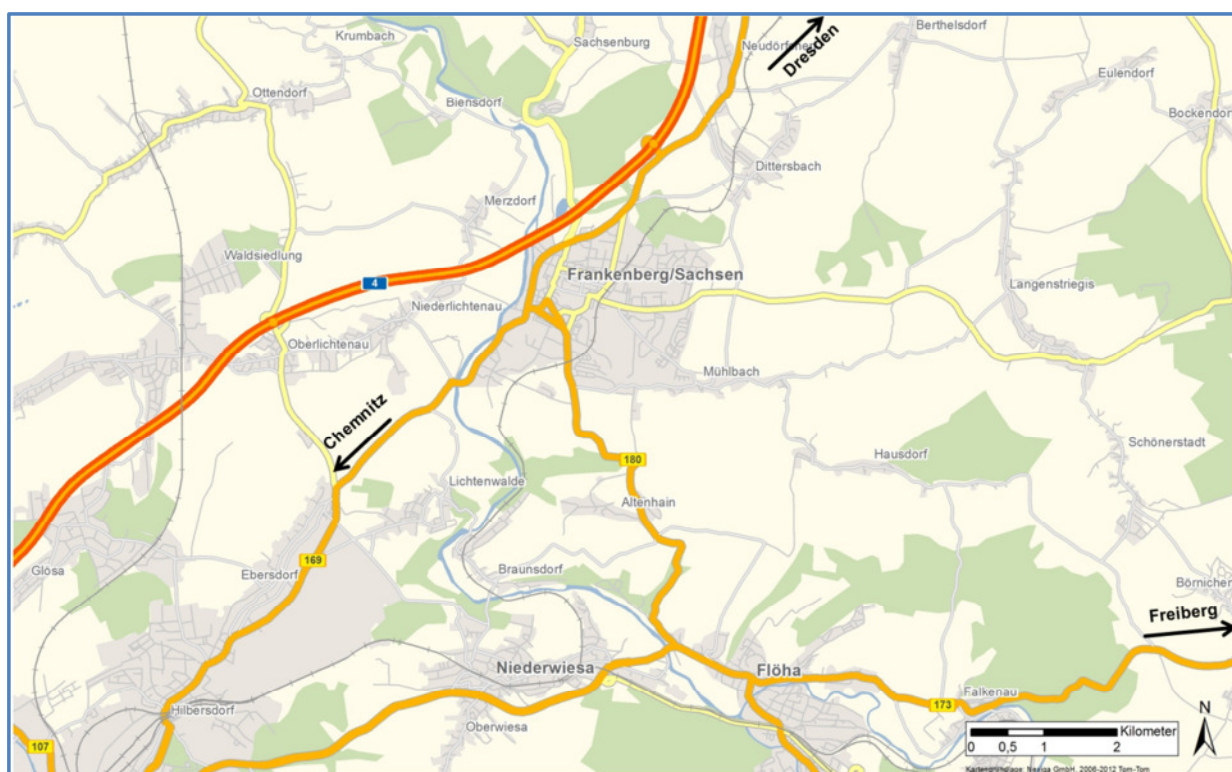 Krumbach
Sachsenburg
Dresden
Berthelsdorf
Ottendorf
Biensdorf
Eulendorf
Bockendorf
Dittersbach
Merzdorf
Waldsiedlung
Frankenberg/Sachsen
4
Niederlichtenau
Langenstriegis
Oberlichtenau
Mühlbach
Chemnitz
Schönerstadt
180
Hausdorf
Lichtenwalde
Altenhain
169
Glösa
Ebersdorf
Braunsdorf
Börnichen
Freiberg
Niederwiesa
Flöha
Falkenau
173
Hilbersdorf
Oberwiesa
N
107
Kilometer
0 0,5 1 2